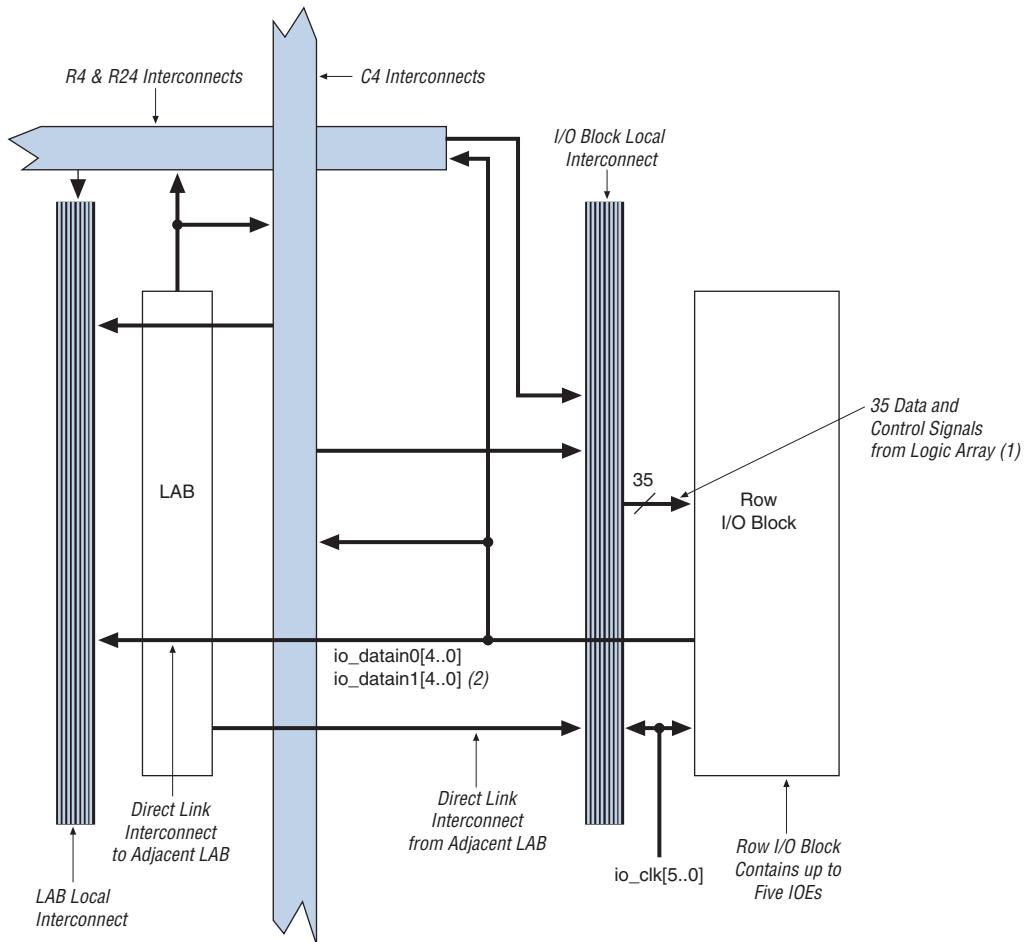 R4 & R24 Interconnects
C4 Interconnects
I/O Block Local
Interconnect
35 Data and
Control Signals
from Logic Array (1)
35
LAB
Row
I/O Block
io_datain0[4..0]
io_datain1[4..0] (2)
Direct Link
Interconnect
to Adjacent LAB
Direct Link
Interconnect
from Adjacent LAB
io_clk[5..0]
Row I/O Block
Contains up to
Five IOEs
LAB Local
Interconnect